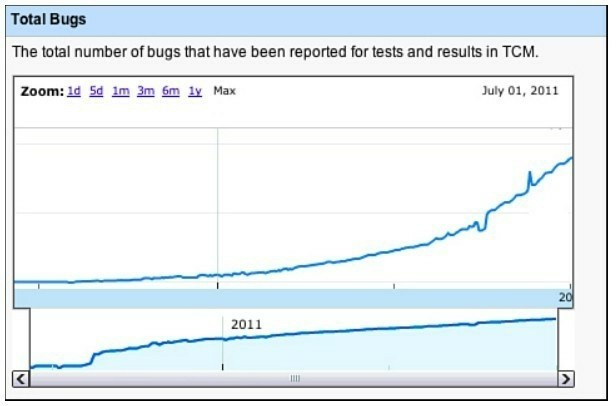 Total Bugs
The total number of bugs that have been reported for tests and results in TCM.
Zoom: 1d 5d 1m 3m 6m 1y Max July 01, 2011
20
2011